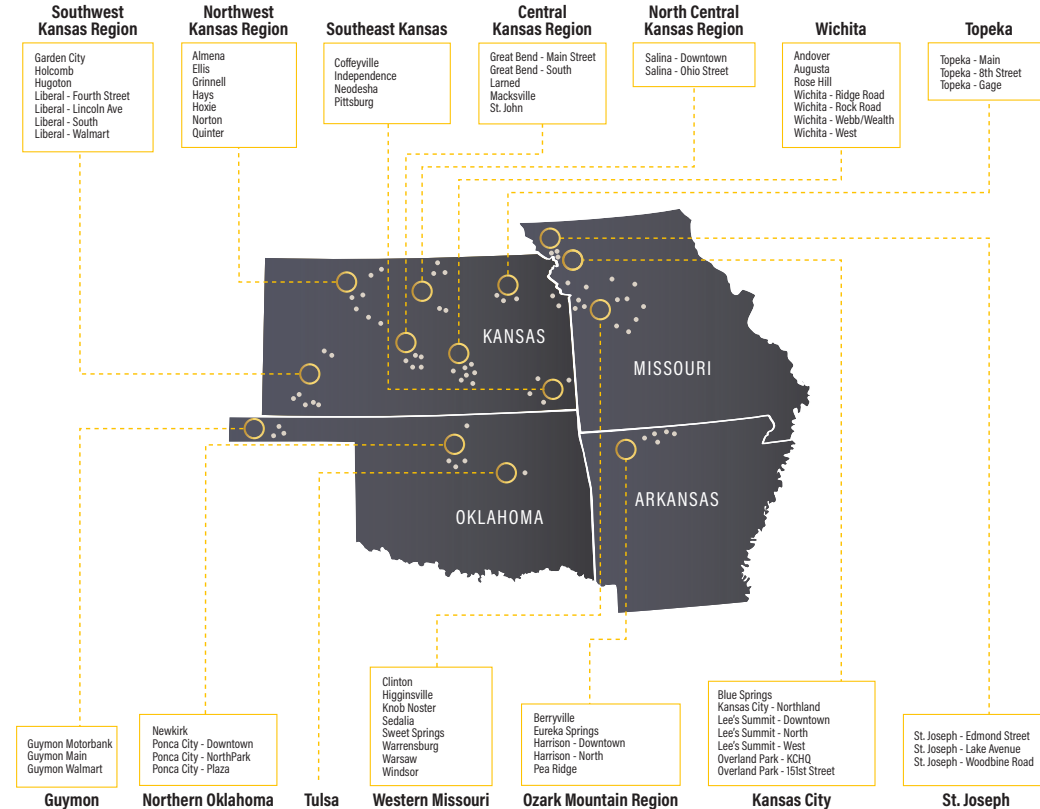 Southwest
Kansas Region
Garden City
Holcomb
Hugoton
Liberal - Fourth Street
Liberal - Lincoln Ave
Liberal - South
Liberal - Walmart
Northwest
Kansas Region
Almena
Ellis
Grinnell
Hays
Hoxie
Norton
Quinter
Southeast Kansas
Coffeyville
Independence
Neodesha
Pittsburg
Central
Kansas Region
Great Bend - Main Street
Great Bend - South
Larned
Macksville
St. John
North Central
Kansas Region
Salina - Downtown
Salina - Ohio Street
Wichita
Andover
Augusta
Rose Hill
Wichita - Ridge Road
Wichita - Rock Road
Wichita - Webb/Wealth
Wichita - West
Topeka
Topeka - Main
Topeka - 8th Street
Topeka - Gage
KANSAS
MISSOURI
OKLAHOMA
ARKANSAS
Guymon Motorbank
Guymon Main
Guymon Walmart
Guymon
Newkirk
Ponca City - Downtown
Ponca City - NorthPark
Ponca City - Plaza
Northern Oklahoma
Tulsa
Clinton
Higginsville
Knob Noster
Sedalia
Sweet Springs
Warrensburg
Warsaw
Windsor
Western Missouri
Berryville
Eureka Springs
Harrison - Downtown
Harrison - North
Pea Ridge
Ozark Mountain Region
Blue Springs
Kansas City - Northland
Lee's Summit - Downtown
Lee's Summit - North
Lee's Summit - West
Overland Park - KCHQ
Overland Park - 151st Street
Kansas City
St. Joseph - Edmond Street
St. Joseph - Lake Avenue
St. Joseph - Woodbine Road
St. Joseph